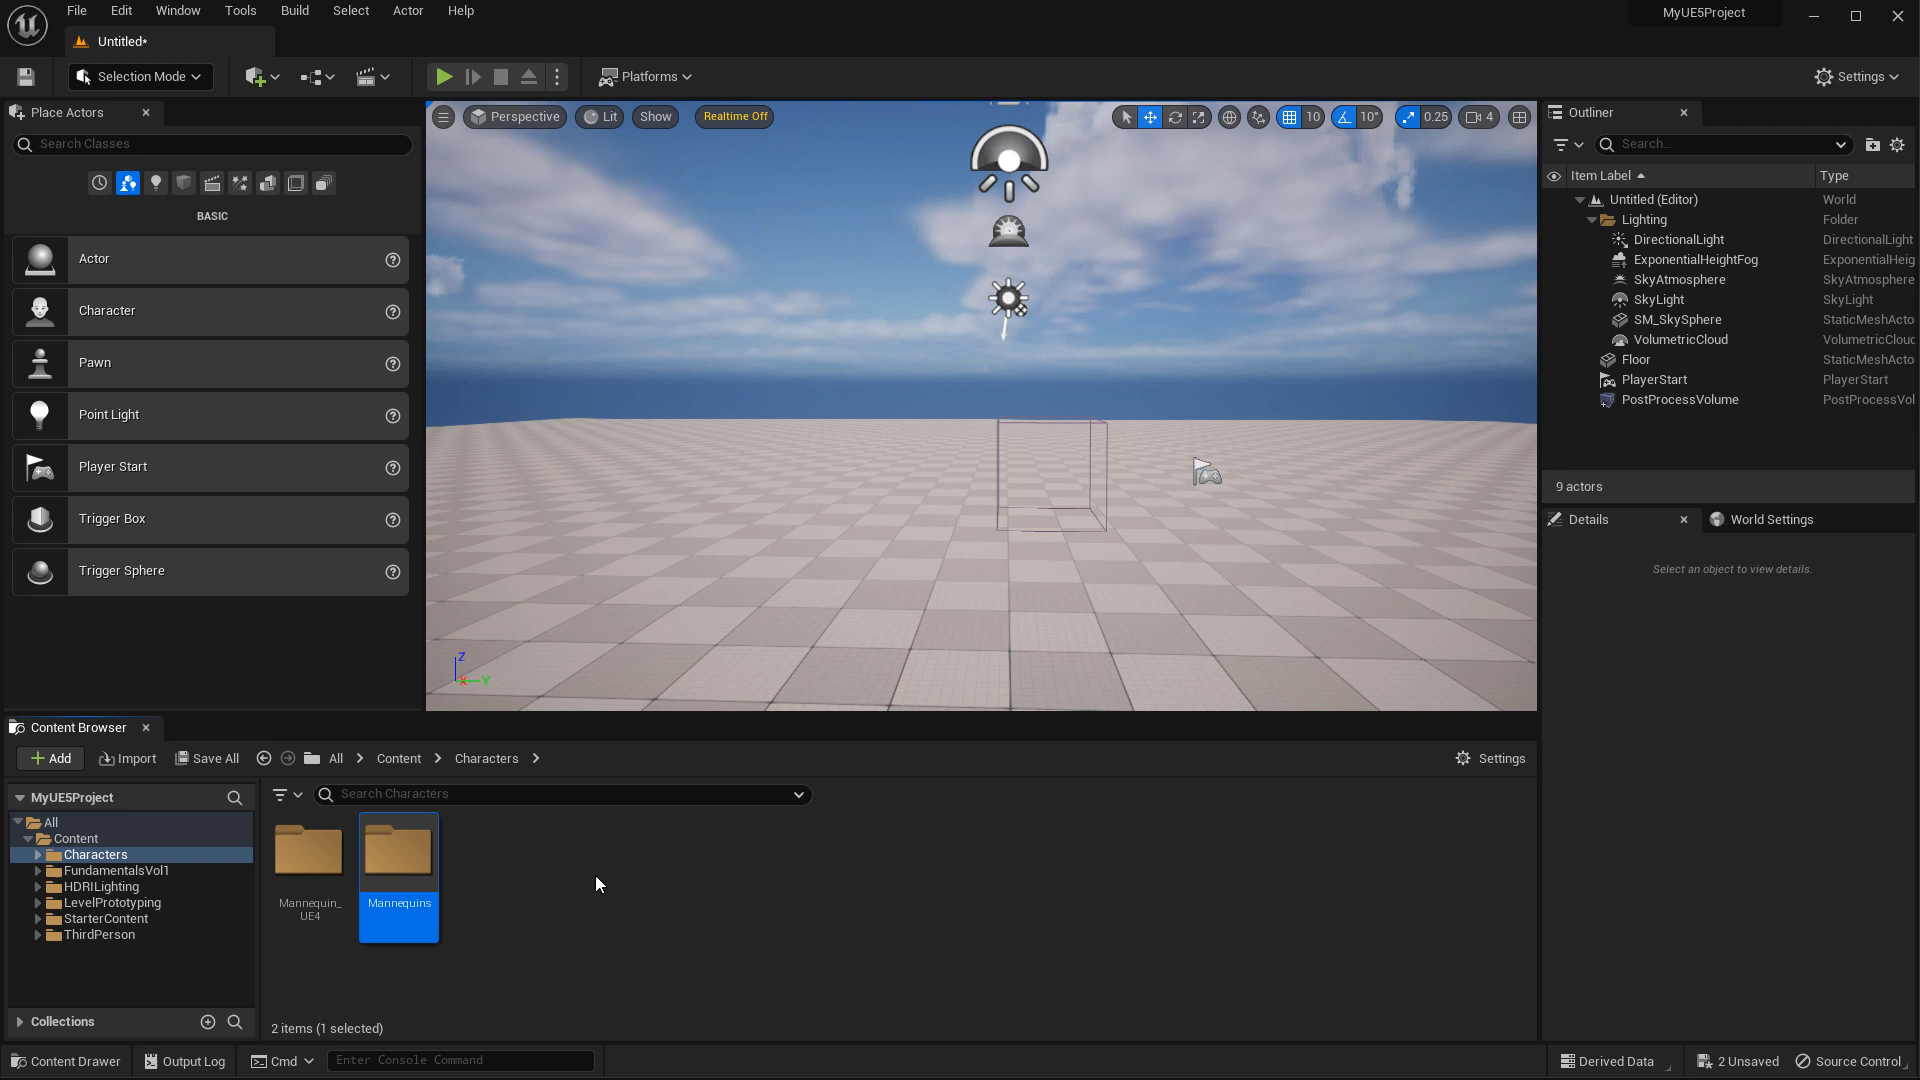 File Edit Window Tools Build Select Actor Help
MyUE5Project
Untitled*
Selection Mode
Platforms
Settings
Place Actors
Search Classes
BASIC
Actor
Character
Pawn
Point Light
Player Start
Trigger Box
Trigger Sphere
Perspective Lit Show Realtime Off
10 10° 0.25 4
Z
X Y
Outliner
Search...
Item Label Type
Untitled (Editor) World
Lighting Folder
DirectionalLight DirectionalLight
ExponentialHeightFog ExponentialHeig
SkyAtmosphere SkyAtmosphere
SkyLight SkyLight
SM_SkySphere StaticMeshActo
VolumetricCloud VolumetricClouc
Floor StaticMeshActo
PlayerStart PlayerStart
PostProcessVolume PostProcessVol
9 actors
Details World Settings
Select an object to view details.
Content Browser
Add Import Save All All Content Characters
Settings
MyUE5Project
All
Content
Characters
FundamentalsVol1
HDRILighting
LevelPrototyping
StarterContent
ThirdPerson
Collections
Search Characters
Mannequin_
UE4
Mannequins
2 items (1 selected)
Content Drawer Output Log Cmd Enter Console Command
Derived Data 2 Unsaved Source Control